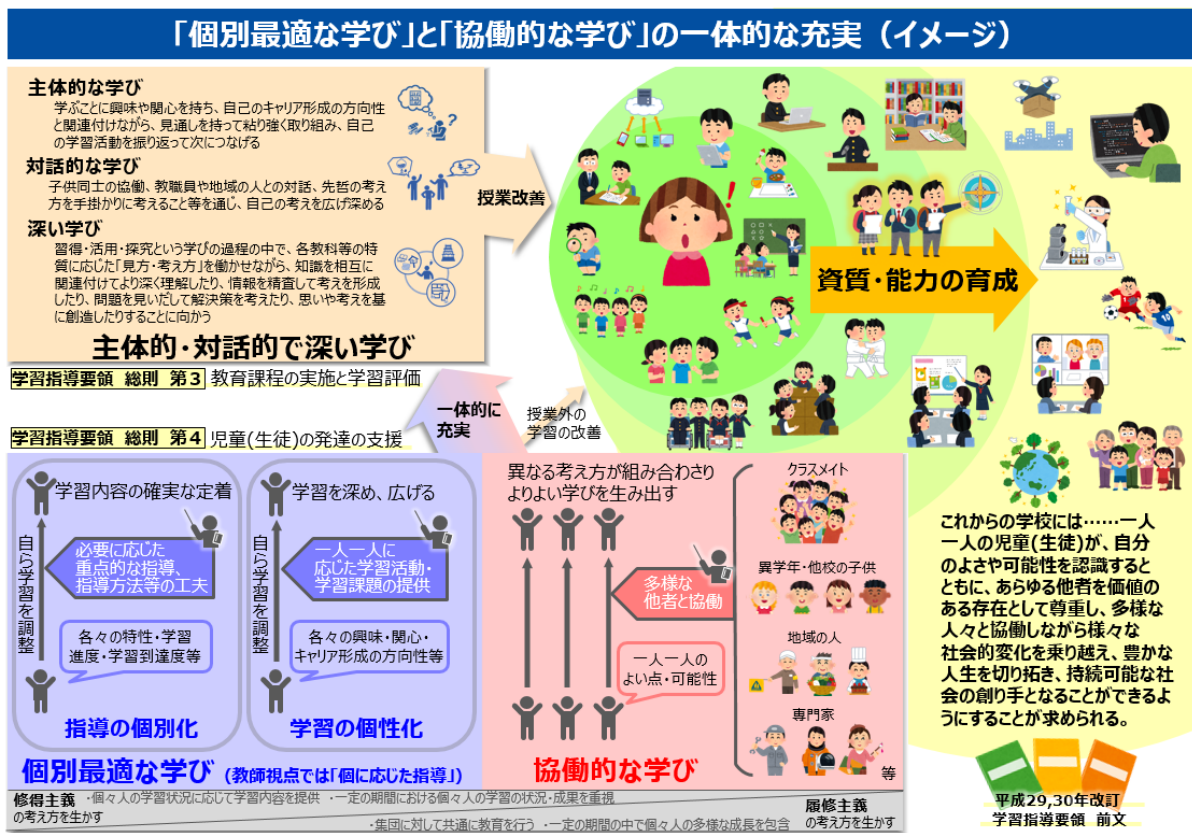 「個別最適な学び」と「協働的な学び」の一体的な充実（イメージ）
主体的な学び
学ぶことに興味や関心を持ち、自己のキャリア形成の方向性
と関連付けながら、見通しを持って粘り強く取り組み、自己
の学習活動を振り返って次につなげる
対話的な学び
子供同士の協働、教職員や地域の人との対話、先哲の考え
方を手掛かりに考えること等を通じ、自己の考えを広げ深める
深い学び
習得・活用・探究という学びの過程の中で、各教科等の特
質に応じた「見方・考え方」を働かせながら、知識を相互に
関連付けてより深く理解したり、情報を精査して考えを形成
したり、問題を見いだして解決策を考えたり、思いや考えを基
に創造したりすることに向かう
主体的・対話的で深い学び
授業改善
資質・能力の育成
学習指導要領 総則 第３ 教育課程の実施と学習評価
一体的に
充実
授業外の
学習の改善
学習指導要領 総則 第４ 児童(生徒)の発達の支援
学習内容の確実な定着
自ら学習を調整
必要に応じた
重点的な指導、
指導方法等の工夫
各々の特性・学習
進度・学習到達度等
指導の個別化
学習を深め、広げる
自ら学習を調整
一人一人に
応じた学習活動・
学習課題の提供
各々の興味・関心・
キャリア形成の方向性等
学習の個性化
個別最適な学び（教師視点では「個に応じた指導」）
異なる考え方が組み合わさり
よりよい学びを生み出す
多様な
他者と協働
一人一人の
よい点・可能性
協働的な学び
クラスメイト
異学年・他校の子供
地域の人
専門家
等
これからの学校には……一人
一人の児童(生徒)が、自分
のよさや可能性を認識すると
ともに、あらゆる他者を価値の
ある存在として尊重し、多様な
人々と協働しながら様々な
社会的変化を乗り越え、豊かな
人生を切り拓き、持続可能な社
会の創り手となることができるよ
うにすることが求められる。
平成29,30年改訂
学習指導要領 前文
修得主義
の考え方を生かす
・個々人の学習状況に応じて学習内容を提供 ・一定の期間における個々人の学習の状況・成果を重視
・集団に対して共通に教育を行う ・一定の期間の中で個々人の多様な成長を包含
履修主義
の考え方を生かす